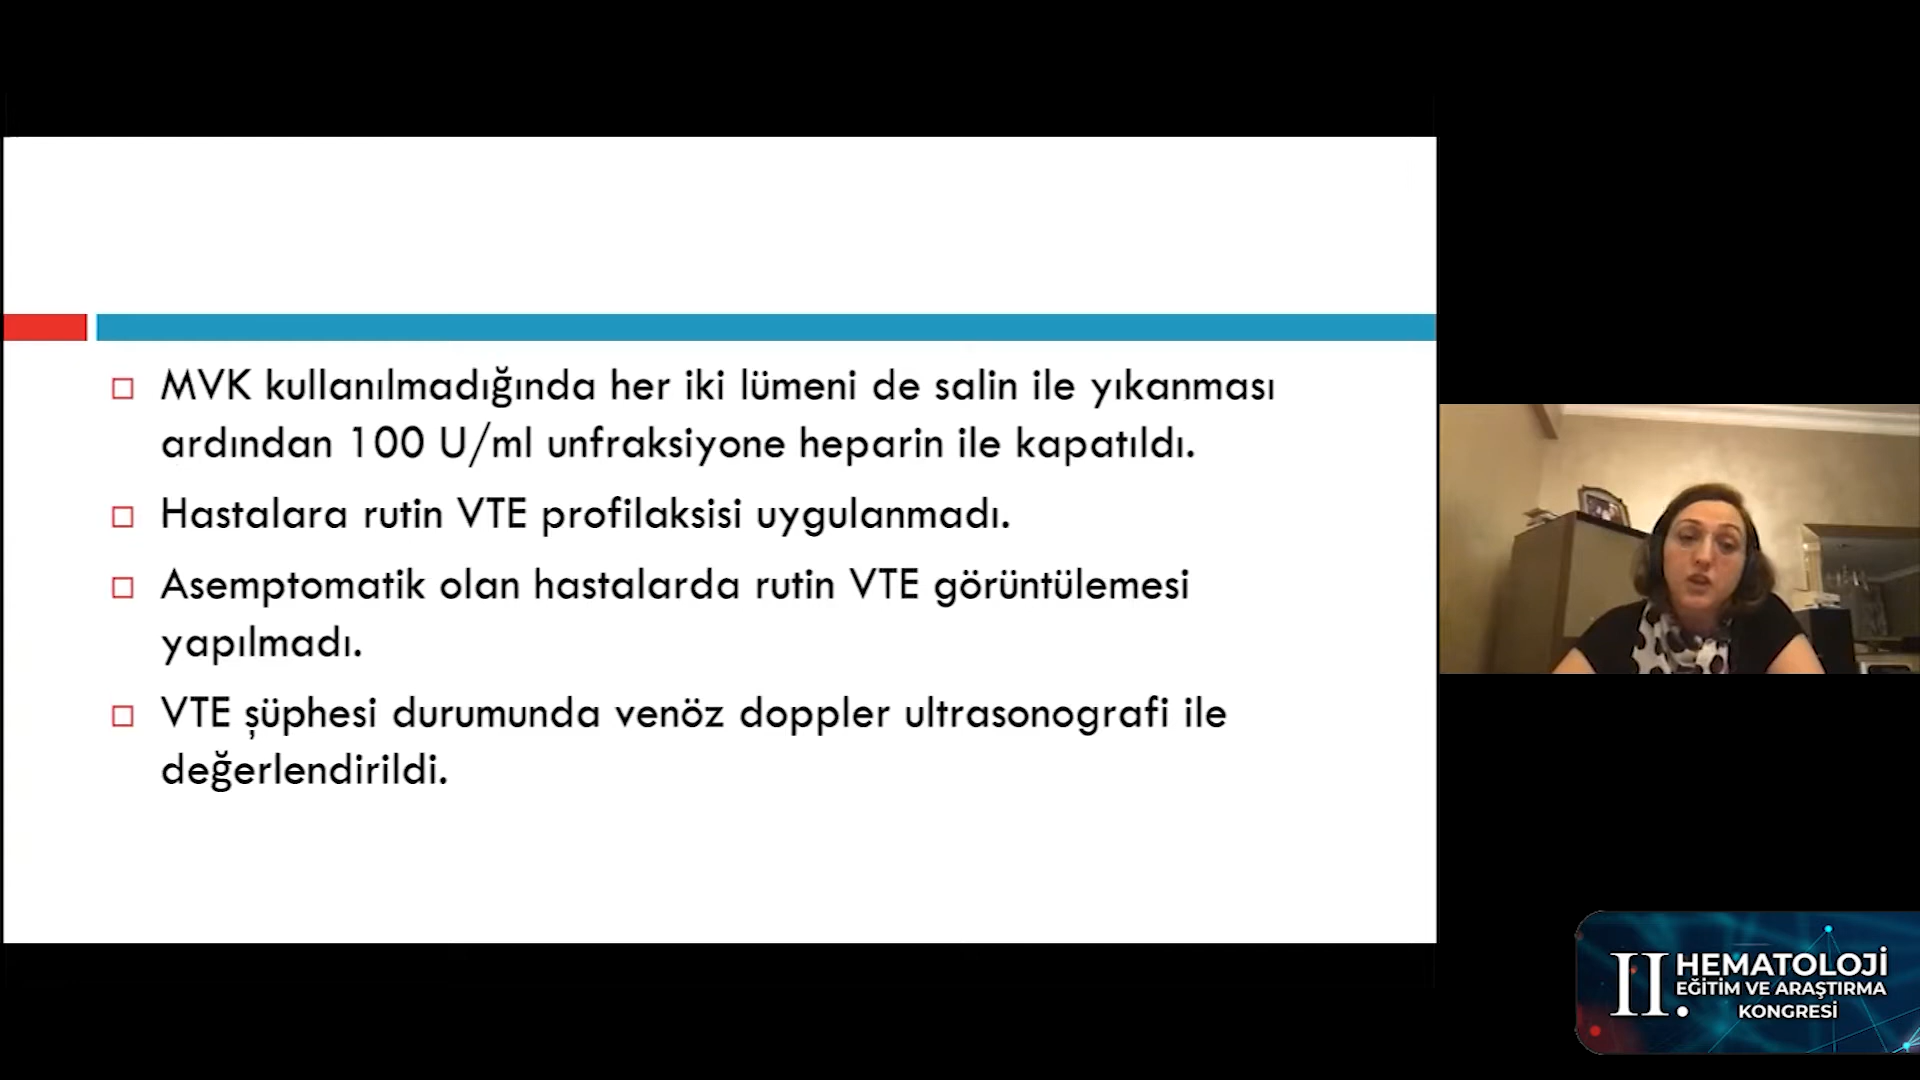 MVK kullanılmadığında her iki lümeni de salin ile yıkanması
ardından 100 U/ml unfraksiyone heparin ile kapatıldı.
Hastalara rutin VTE profilaksisi uygulanmadı.
Asemptomatik olan hastalarda rutin VTE görüntülemesi
yapılmadı.
VTE şüphesi durumunda venöz doppler ultrasonografi ile
değerlendirildi.
II. HEMATOLOJİ
EĞİTİM VE ARAŞTIRMA
KONGRESİ